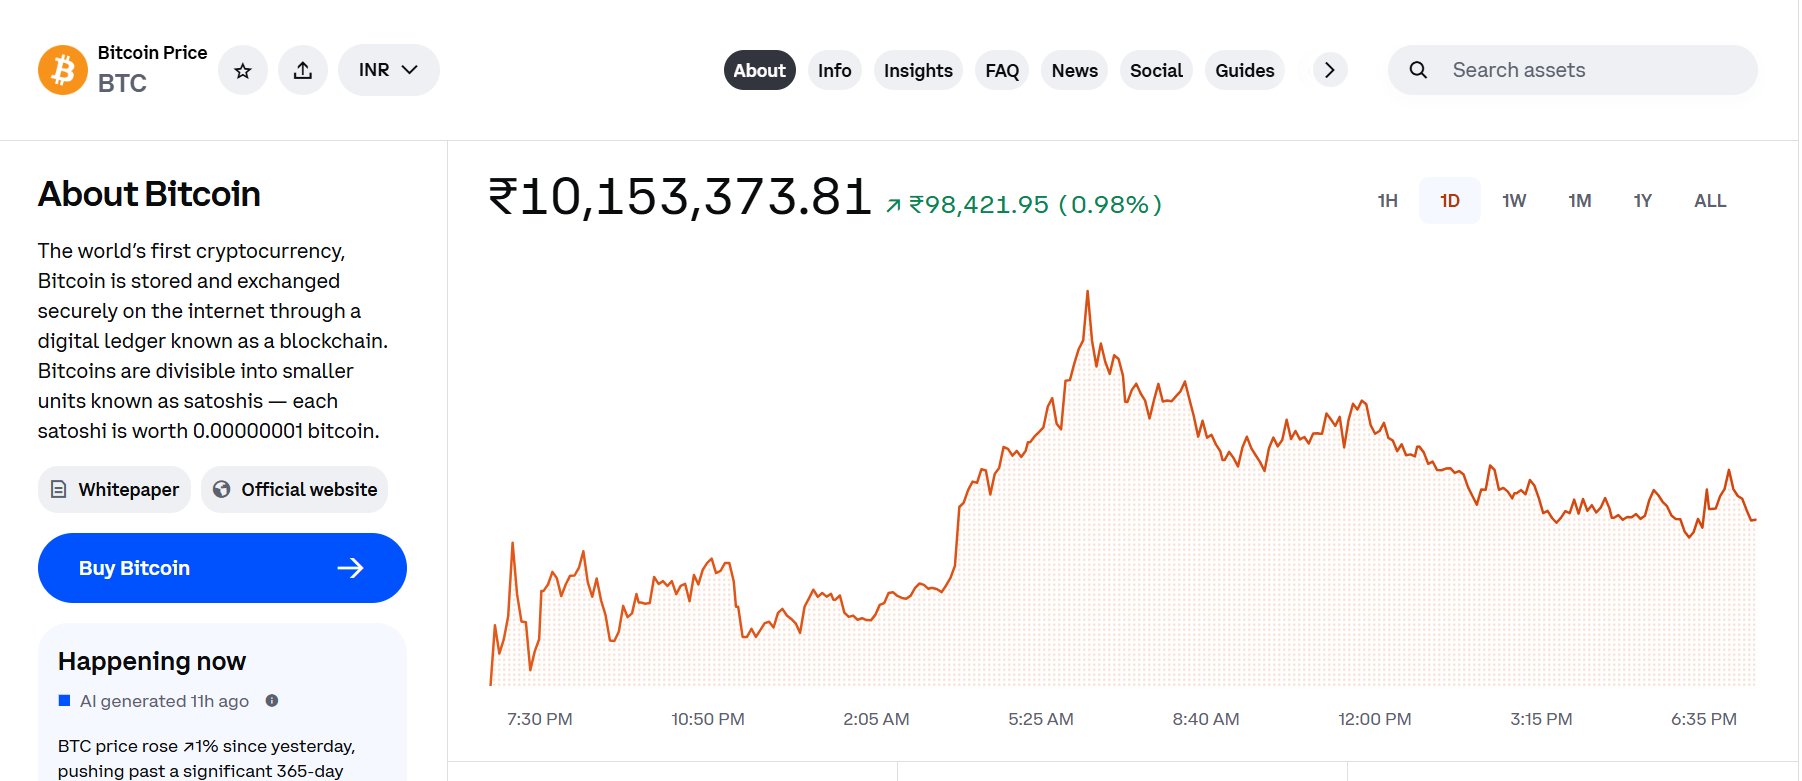 Bitcoin Price
BTC
INR
About
Info
Insights
FAQ
News
Social
Guides
Search assets
About Bitcoin
The world’s first cryptocurrency,
Bitcoin is stored and exchanged
securely on the internet through a
digital ledger known as a blockchain.
Bitcoins are divisible into smaller
units known as satoshis — each
satoshi is worth 0.00000001 bitcoin.
Whitepaper
Official website
Buy Bitcoin
Happening now
AI generated 11h ago
BTC price rose ↗1% since yesterday,
pushing past a significant 365-day
₹10,153,373.81 ↗ ₹98,421.95 (0.98%)
1H 1D 1W 1M 1Y ALL
7:30 PM 10:50 PM 2:05 AM 5:25 AM 8:40 AM 12:00 PM 3:15 PM 6:35 PM